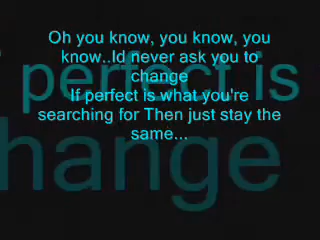 Oh you know, you know, you
know..Id never ask you to
change
If perfect is what you're
searching for Then just stay the
same...
perfect is
hange